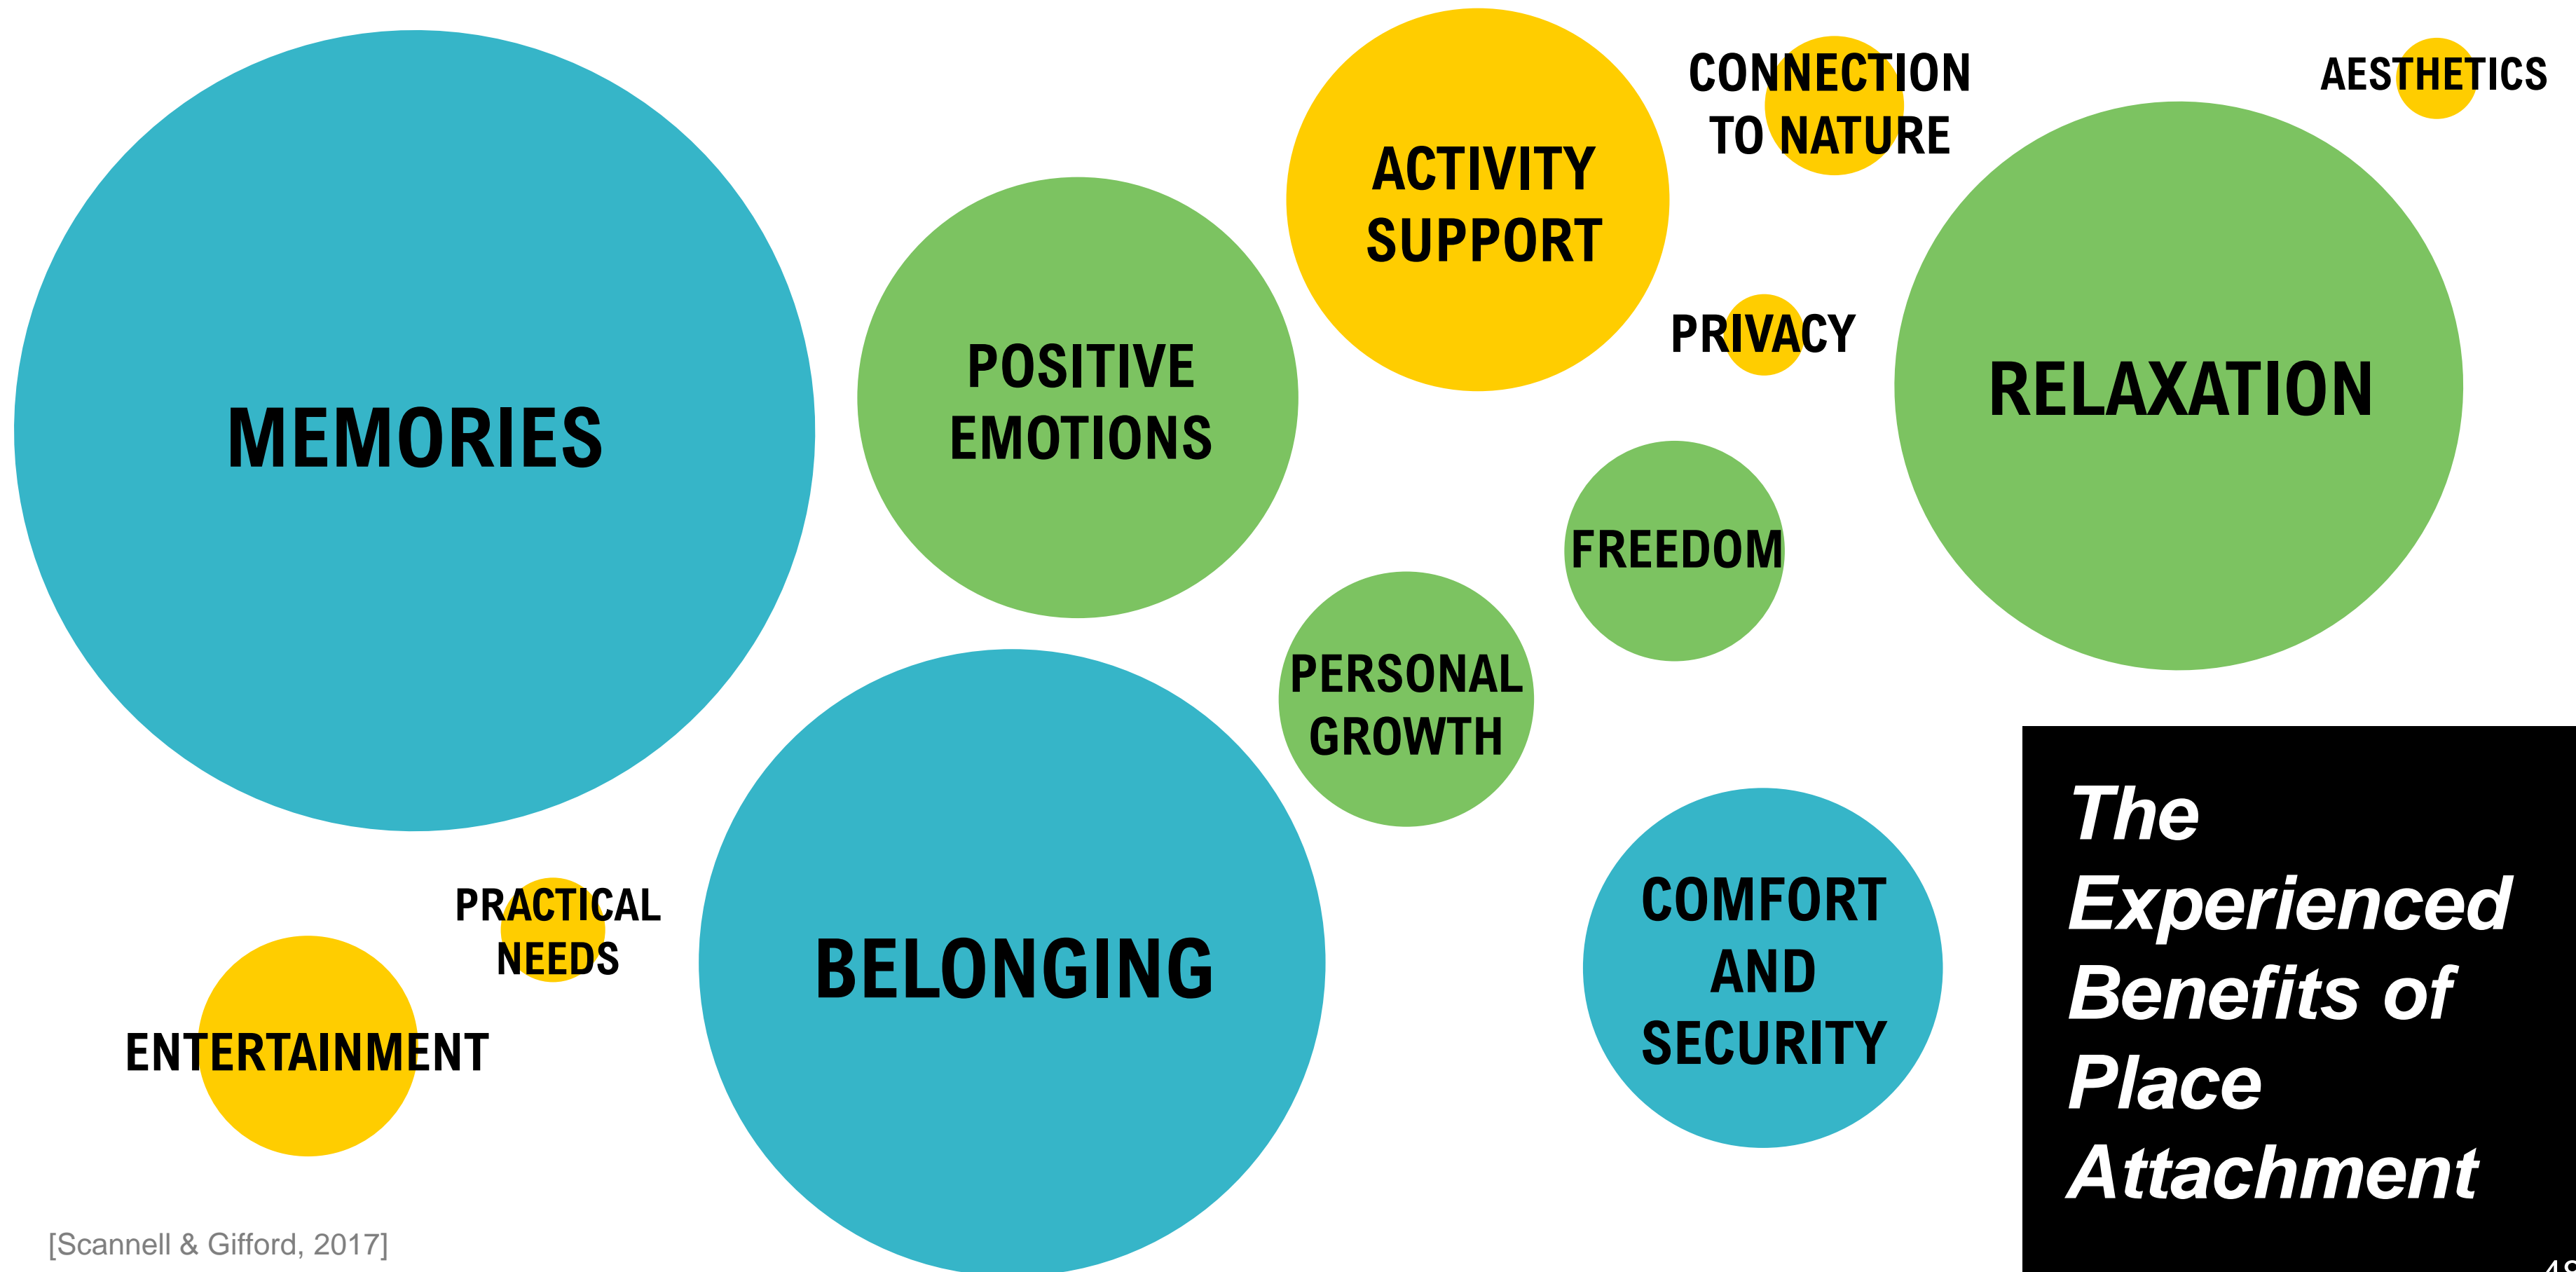 MEMORIES
POSITIVE
EMOTIONS
ACTIVITY
SUPPORT
CONNECTION
TO NATURE
AESTHETICS
PRIVACY
RELAXATION
FREEDOM
PERSONAL
GROWTH
PRACTICAL
NEEDS
ENTERTAINMENT
BELONGING
COMFORT
AND
SECURITY
The
Experienced
Benefits of
Place
Attachment
[Scannell & Gifford, 2017]